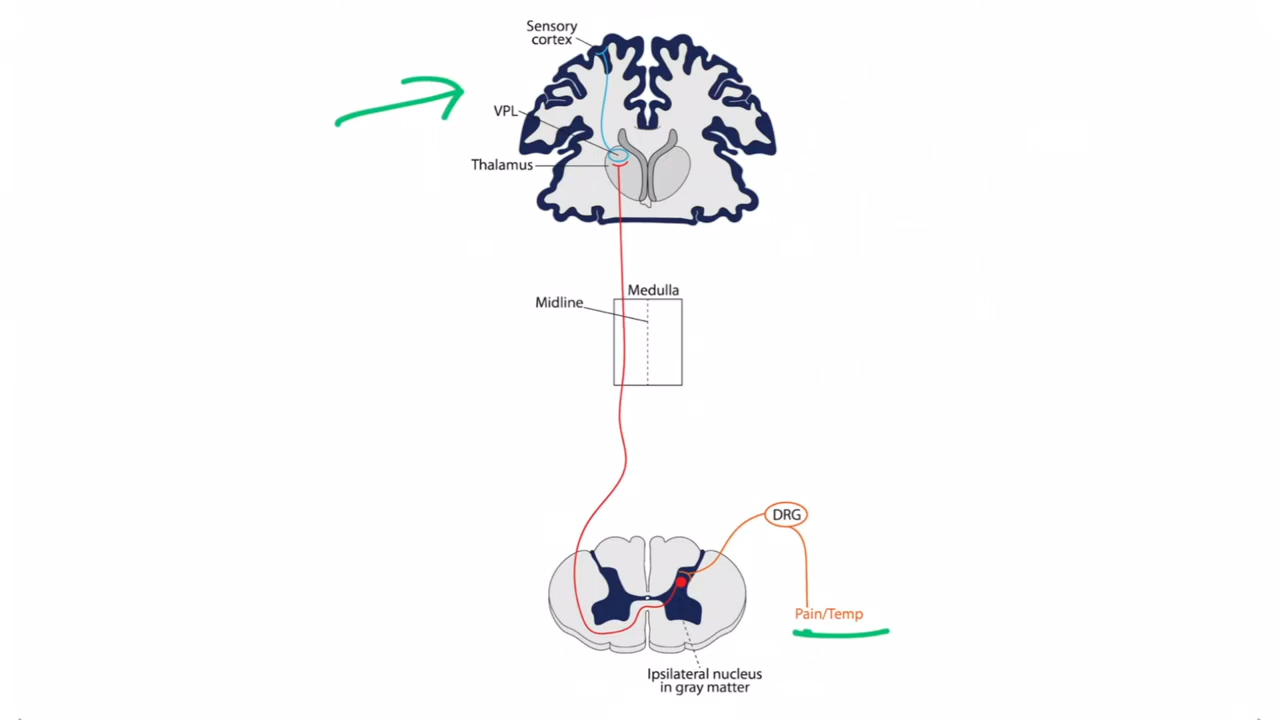 Sensory
cortex
VPL
Thalamus
Medulla
Midline
DRG
Pain/Temp
Ipsilateral nucleus
in gray matter